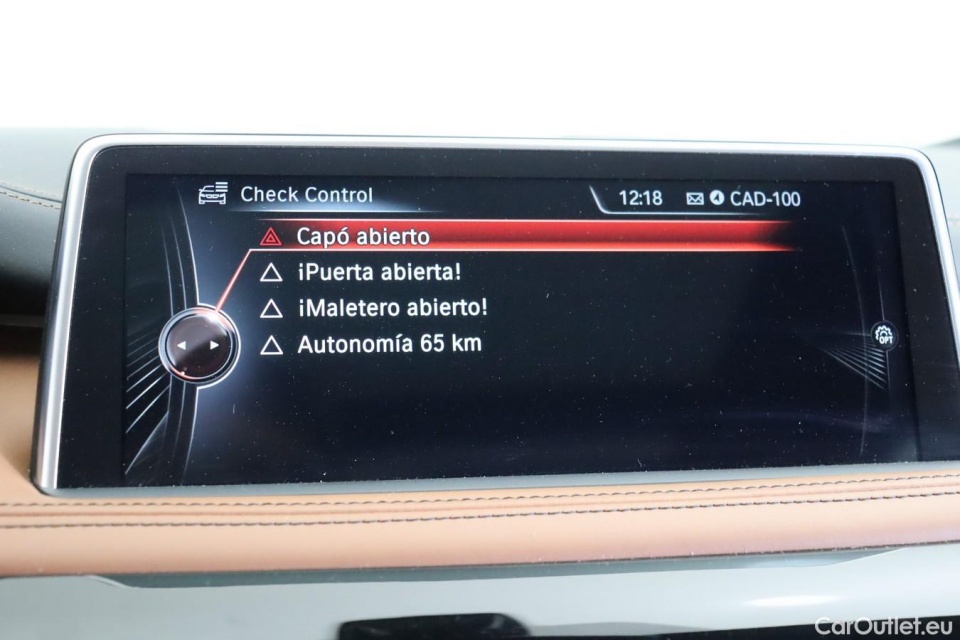 Check Control
12:18 CAD-100
Capó abierto
¡Puerta abierta!
¡Maletero abierto!
Autonomía 65 km
OPT
CarOutlet.eu